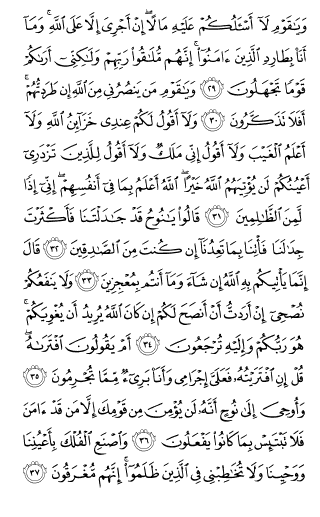 وَيَٰقَوْمِ لَآ أَسْـَٔلُكُمْ عَلَيْهِ مَالًا ۖ إِنْ أَجْرِىَ إِلَّا عَلَى ٱللَّهِ ۚ وَمَآ
أَنَا۠ بِطَارِدِ ٱلَّذِينَ ءَامَنُوٓا۟ ۚ إِنَّهُم مُّلَٰقُوا۟ رَبِّهِمْ وَلَٰكِنِّىٓ أَرَىٰكُمْ
قَوْمًا تَجْهَلُونَ ٢٩ وَيَٰقَوْمِ مَن يَنصُرُنِى مِنَ ٱللَّهِ إِن طَرَدتُّهُمْ ۚ
أَفَلَا تَذَكَّرُونَ ٣٠ وَلَآ أَقُولُ لَكُمْ عِندِى خَزَآئِنُ ٱللَّهِ وَلَآ
أَعْلَمُ ٱلْغَيْبَ وَلَآ أَقُولُ إِنِّى مَلَكٌ وَلَآ أَقُولُ لِلَّذِينَ تَزْدَرِىٓ
أَعْيُنُكُمْ لَن يُؤْتِيَهُمُ ٱللَّهُ خَيْرًا ۖ ٱللَّهُ أَعْلَمُ بِمَا فِىٓ أَنفُسِهِمْ ۖ إِنِّىٓ إِذًا
لَّمِنَ ٱلظَّٰلِمِينَ ٣١ قَالُوا۟ يَٰنُوحُ قَدْ جَٰدَلْتَنَا فَأَكْثَرْتَ
جِدَٰلَنَا فَأْتِنَا بِمَا تَعِدُنَآ إِن كُنتَ مِنَ ٱلصَّٰدِقِينَ ٣٢ قَالَ
إِنَّمَا يَأْتِيكُم بِهِ ٱللَّهُ إِن شَآءَ وَمَآ أَنتُم بِمُعْجِزِينَ ٣٣ وَلَا يَنفَعُكُمْ
نُصْحِىٓ إِنْ أَرَدتُّ أَنْ أَنصَحَ لَكُمْ إِن كَانَ ٱللَّهُ يُرِيدُ أَن يُغْوِيَكُمْ ۚ
هُوَ رَبُّكُمْ وَإِلَيْهِ تُرْجَعُونَ ٣٤ أَمْ يَقُولُونَ ٱفْتَرَىٰهُ ۖ
قُلْ إِنِ ٱفْتَرَيْتُهُۥ فَعَلَىَّ إِجْرَامِى وَأَنَا۠ بَرِىٓءٌ مِّمَّا تُجْرِمُونَ ٣٥
وَأُوحِىَ إِلَىٰ نُوحٍ أَنَّهُۥ لَن يُؤْمِنَ مِن قَوْمِكَ إِلَّا مَن قَدْ ءَامَنَ
فَلَا تَبْتَئِسْ بِمَا كَانُوا۟ يَفْعَلُونَ ٣٦ وَٱصْنَعِ ٱلْفُلْكَ بِأَعْيُنِنَا
وَوَحْيِنَا وَلَا تُخَٰطِبْنِى فِى ٱلَّذِينَ ظَلَمُوٓا۟ ۚ إِنَّهُم مُّغْرَقُونَ ٣٧